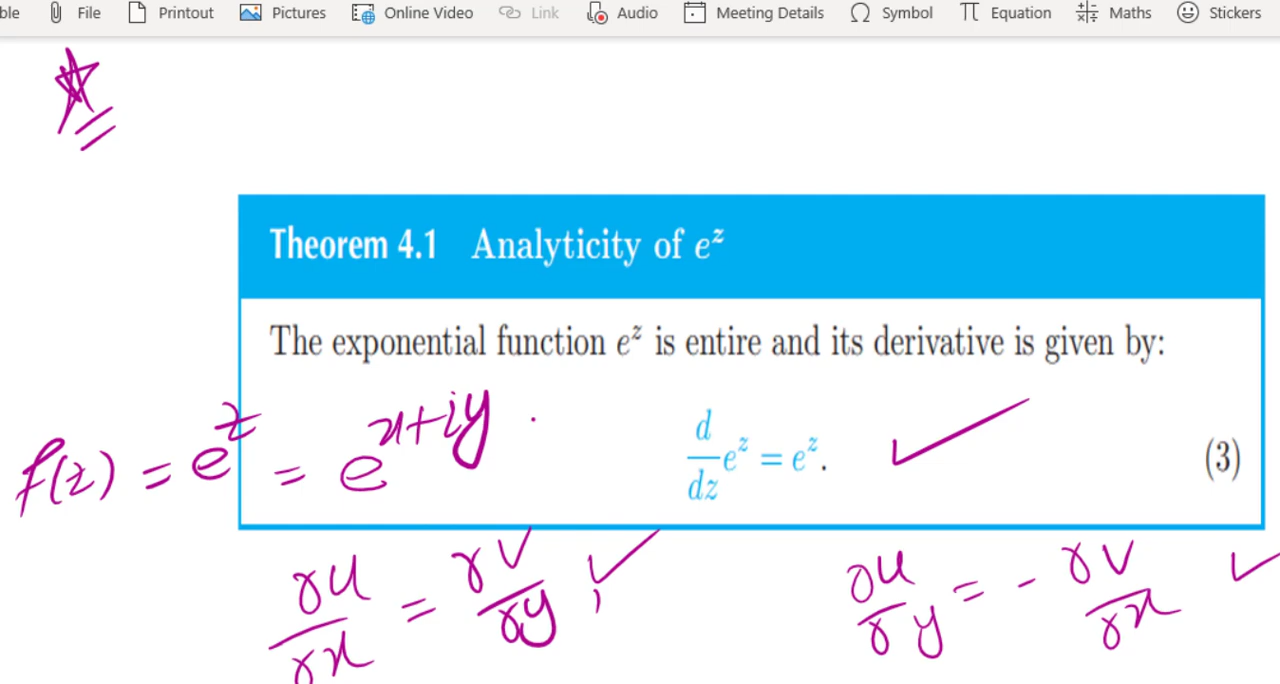 ble File Printout Pictures Online Video Link Audio Meeting Details Symbol Equation Maths Stickers
Theorem 4.1 Analyticity of e^z
The exponential function e^z is entire and its derivative is given by:
f(z) = e^z = e^{x+iy}.
d/dz e^z = e^z. (3)
∂u/∂x = ∂v/∂y ; ∂u/∂y = - ∂v/∂x